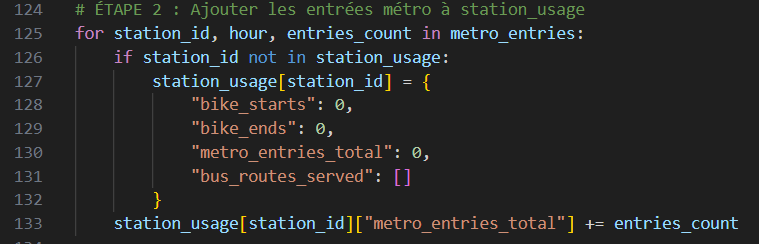 124 # ÉTAPE 2 : Ajouter les entrées métro à station_usage
125 for station_id, hour, entries_count in metro_entries:
126     if station_id not in station_usage:
127         station_usage[station_id] = {
128             "bike_starts": 0,
129             "bike_ends": 0,
130             "metro_entries_total": 0,
131             "bus_routes_served": []
132         }
133     station_usage[station_id]["metro_entries_total"] += entries_count